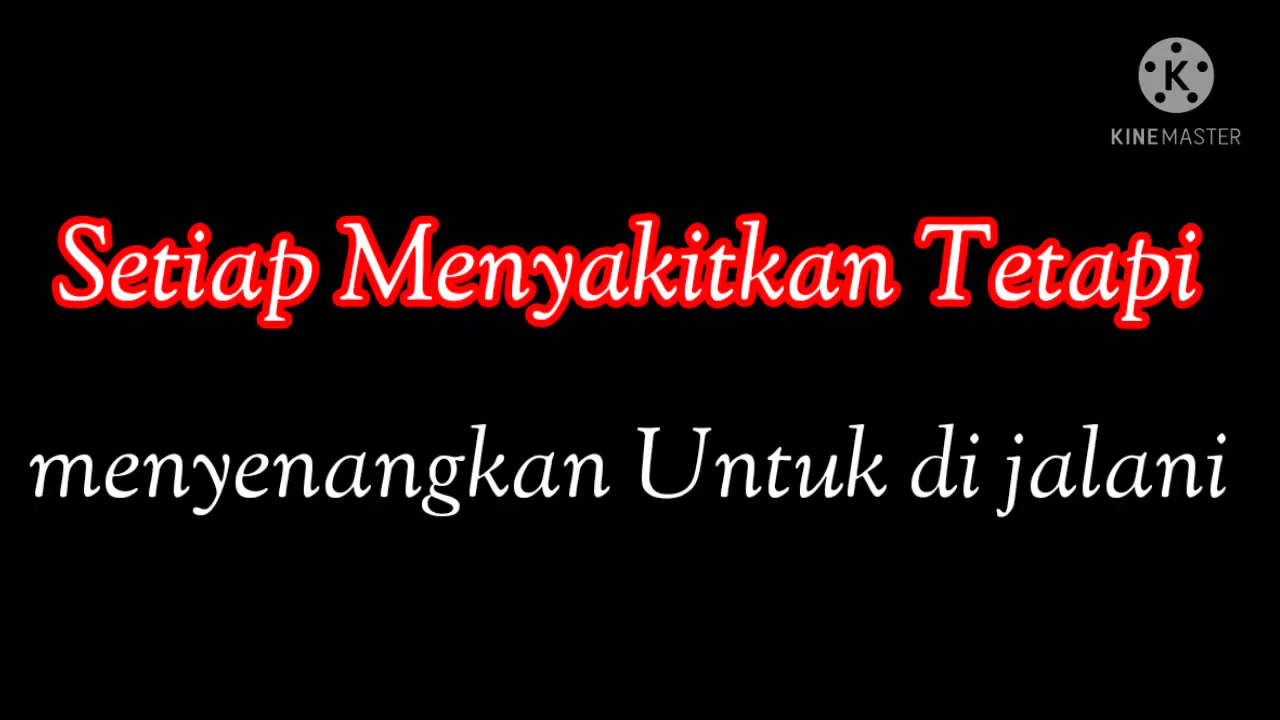 K
KINEMASTER
Setiap Menyakitkan Tetapi
menyenangkan Untuk di jalani